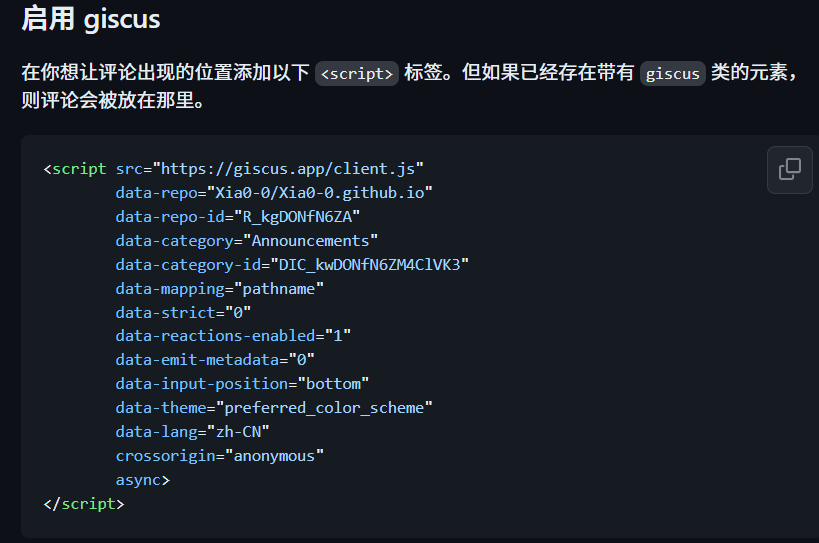 启用 giscus
在你想让评论出现的位置添加以下 <script> 标签。但如果已经存在带有 giscus 类的元素，
则评论会被放在那里。
<script src="https://giscus.app/client.js"
data-repo="Xia0-0/Xia0-0.github.io"
data-repo-id="R_kgDONfN6ZA"
data-category="Announcements"
data-category-id="DIC_kwDONfN6ZM4ClVK3"
data-mapping="pathname"
data-strict="0"
data-reactions-enabled="1"
data-emit-metadata="0"
data-input-position="bottom"
data-theme="preferred_color_scheme"
data-lang="zh-CN"
crossorigin="anonymous"
async>
</script>